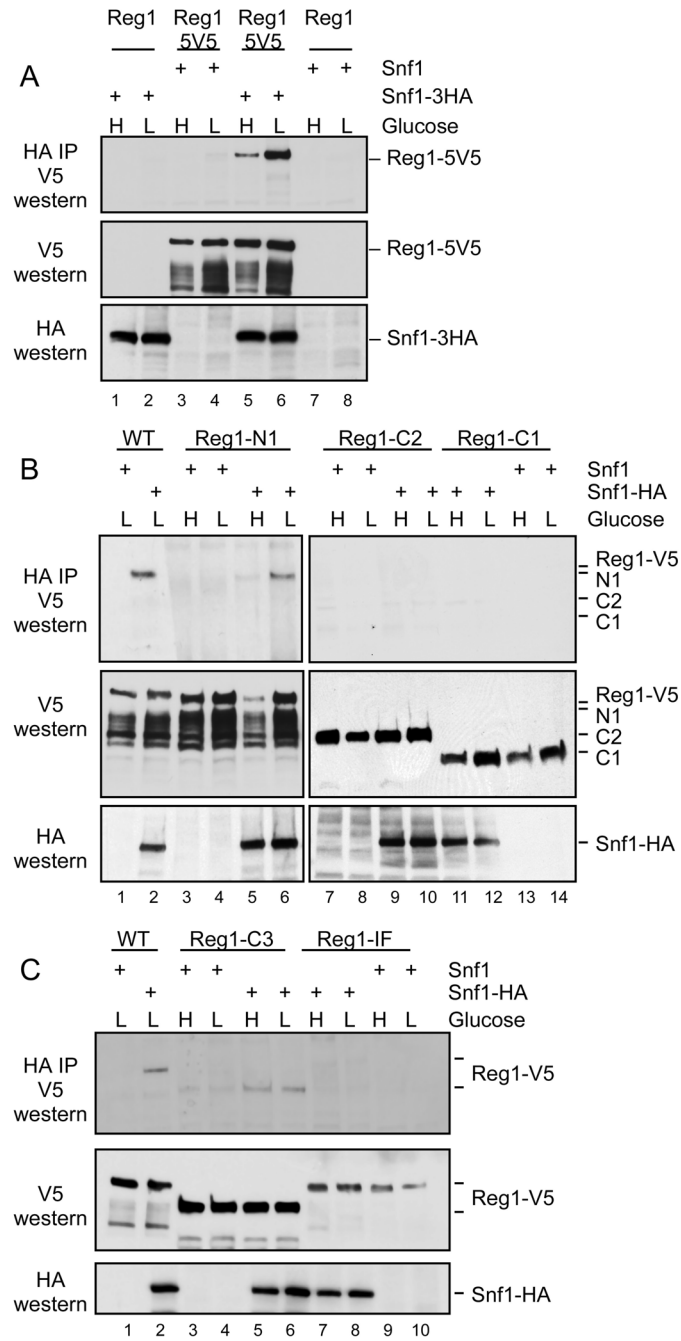 Reg1 Reg1 Reg1 Reg1
5V5 5V5
A
+ + + + Snf1
+ + + + Snf1-3HA
H L H L H L H L Glucose
HA IP
V5
western
Reg1-5V5
V5
western
Reg1-5V5
HA
western
Snf1-3HA
1 2 3 4 5 6 7 8
B
WT Reg1-N1 Reg1-C2 Reg1-C1
+ + + + + + + Snf1
+ + + + + + + Snf1-HA
L L H L H L H L H L H L H L Glucose
HA IP
V5
western
Reg1-V5
N1
C2
C1
V5
western
Reg1-V5
N1
C2
C1
HA
western
Snf1-HA
1 2 3 4 5 6 7 8 9 10 11 12 13 14
C
WT Reg1-C3 Reg1-IF
+ + + + + Snf1
+ + + + + Snf1-HA
L L H L H L H L H L Glucose
HA IP
V5
western
Reg1-V5
V5
western
Reg1-V5
HA
western
Snf1-HA
1 2 3 4 5 6 7 8 9 10